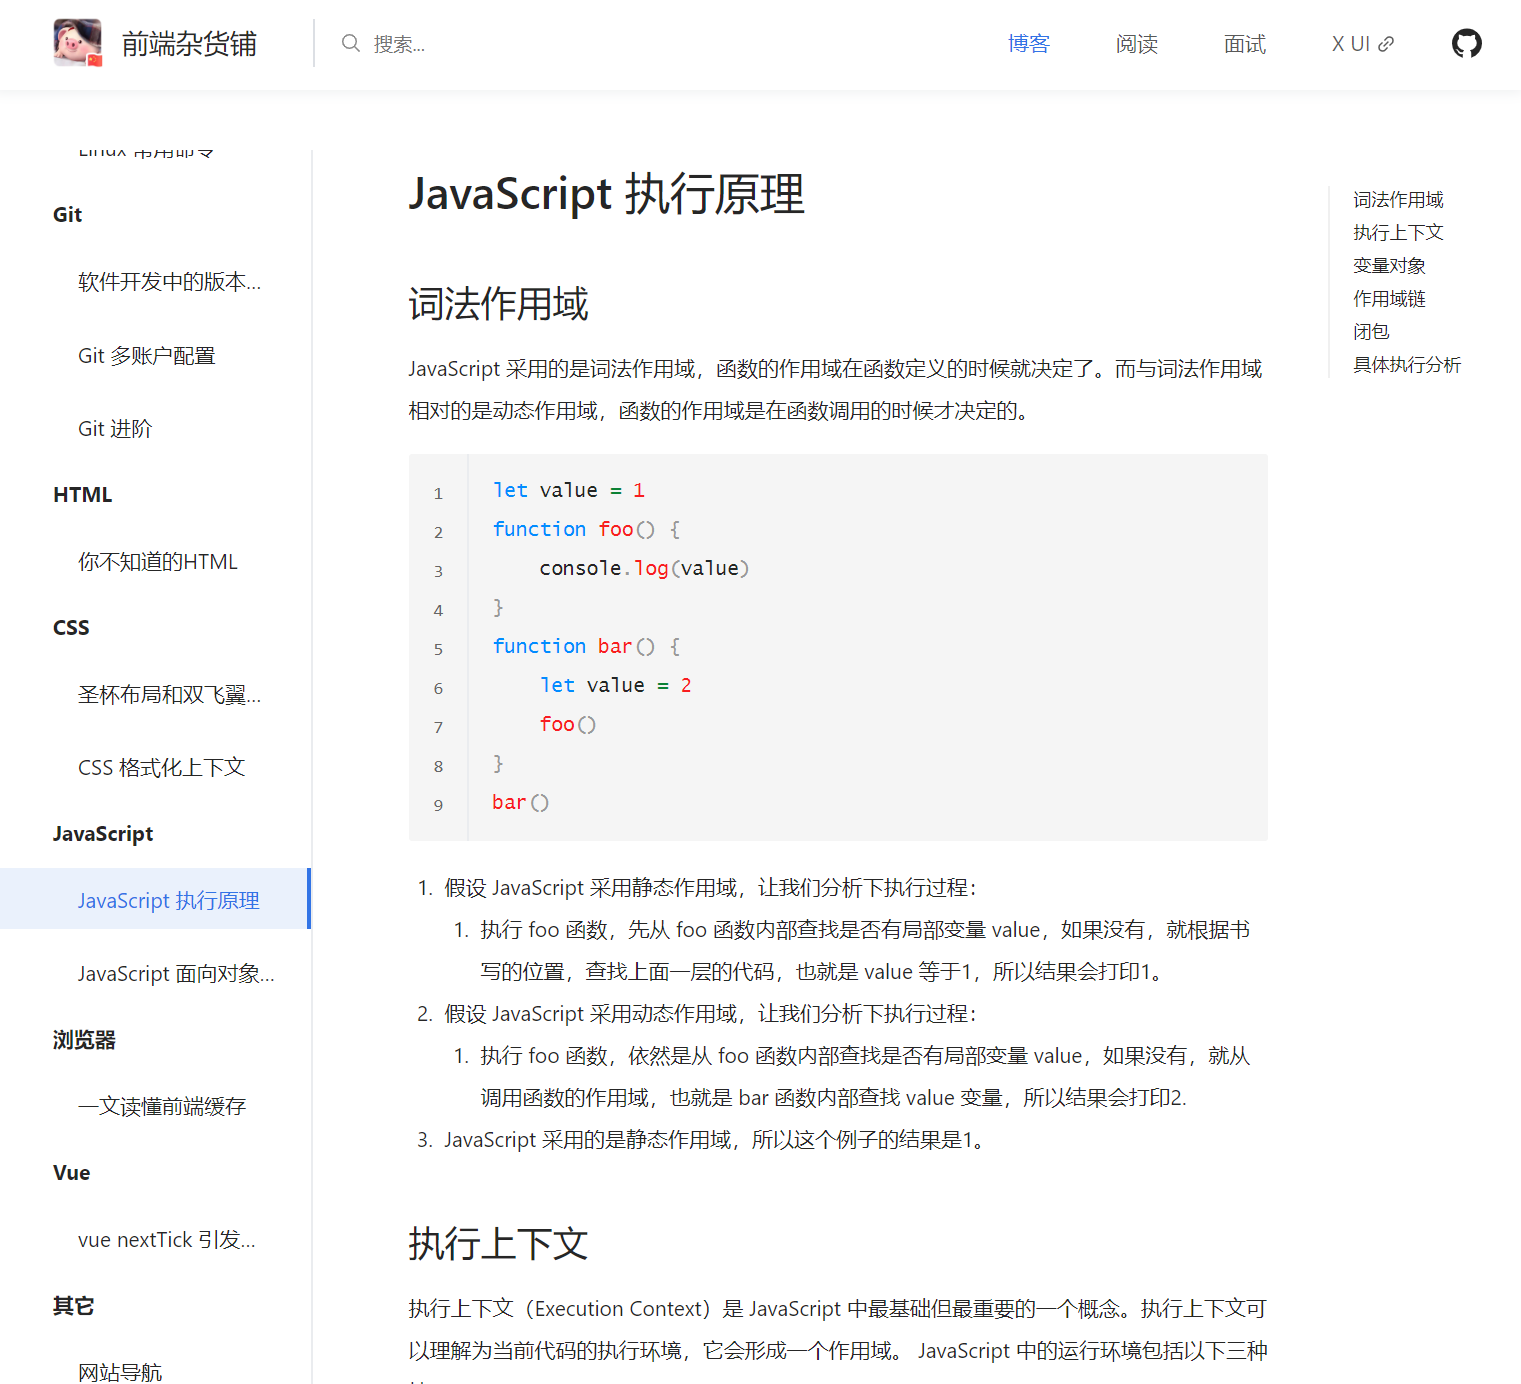 前端杂货铺
搜索...
博客
阅读
面试
X UI
Linux 常用命令
Git
软件开发中的版本...
Git 多账户配置
Git 进阶
HTML
你不知道的HTML
CSS
圣杯布局和双飞翼...
CSS 格式化上下文
JavaScript
JavaScript 执行原理
JavaScript 面向对象...
浏览器
一文读懂前端缓存
Vue
vue nextTick 引发...
其它
网站导航
JavaScript 执行原理
词法作用域
JavaScript 采用的是词法作用域，函数的作用域在函数定义的时候就决定了。而与词法作用域
相对的是动态作用域，函数的作用域是在函数调用的时候才决定的。
1 let value = 1
2 function foo() {
3     console.log(value)
4 }
5 function bar() {
6     let value = 2
7     foo()
8 }
9 bar()
1. 假设 JavaScript 采用静态作用域，让我们分析下执行过程：
1. 执行 foo 函数，先从 foo 函数内部查找是否有局部变量 value，如果没有，就根据书
写的位置，查找上面一层的代码，也就是 value 等于1，所以结果会打印1。
2. 假设 JavaScript 采用动态作用域，让我们分析下执行过程：
1. 执行 foo 函数，依然是从 foo 函数内部查找是否有局部变量 value，如果没有，就从
调用函数的作用域，也就是 bar 函数内部查找 value 变量，所以结果会打印2.
3. JavaScript 采用的是静态作用域，所以这个例子的结果是1。
执行上下文
执行上下文（Execution Context）是 JavaScript 中最基础但最重要的一个概念。执行上下文可
以理解为当前代码的执行环境，它会形成一个作用域。 JavaScript 中的运行环境包括以下三种
词法作用域
执行上下文
变量对象
作用域链
闭包
具体执行分析